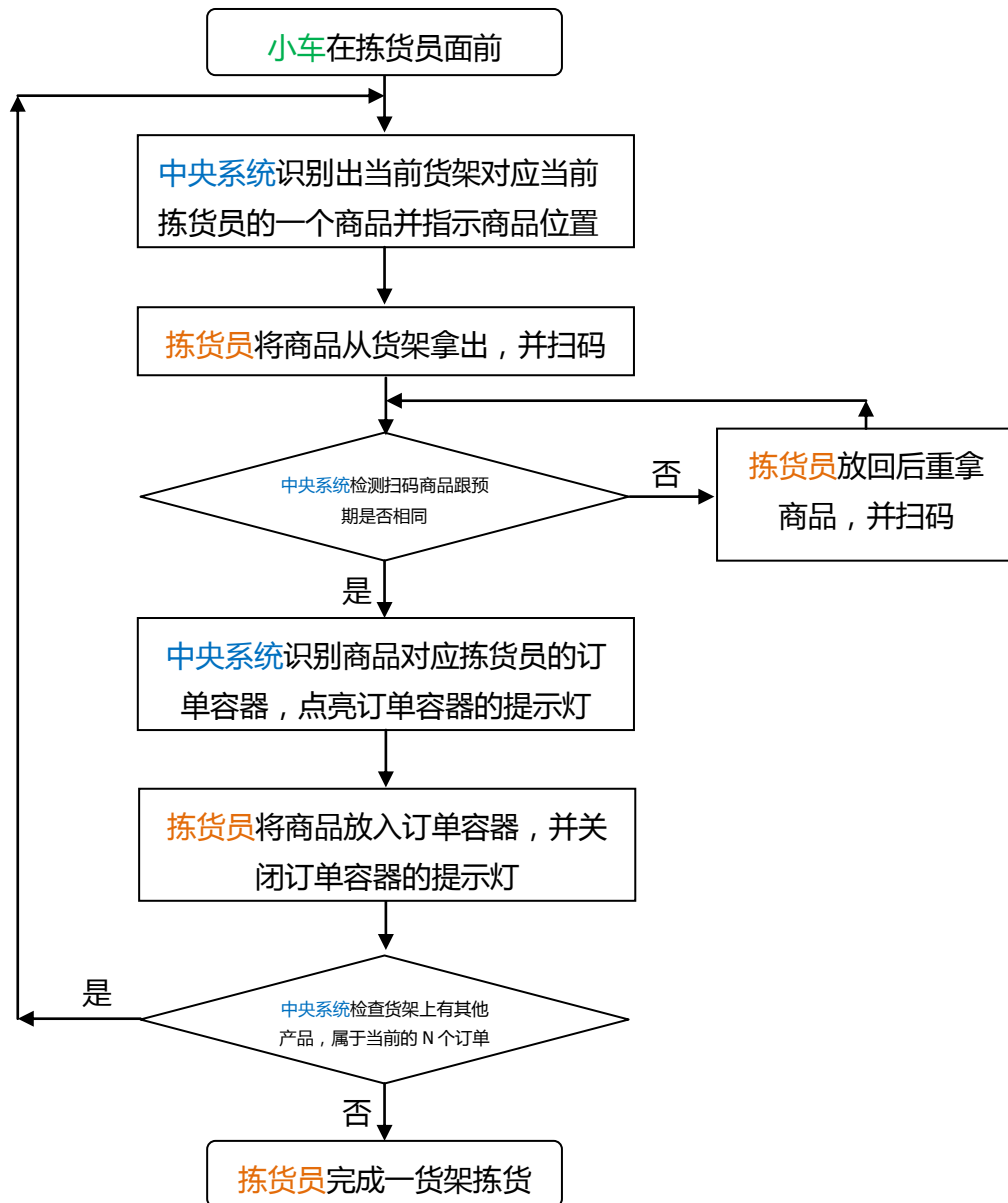 小车在拣货员面前
中央系统识别出当前货架对应当前
拣货员的一个商品并指示商品位置
拣货员将商品从货架拿出，并扫码
中央系统检测扫码商品跟预
期是否相同
否
拣货员放回后重拿
商品，并扫码
是
中央系统识别商品对应拣货员的订
单容器，点亮订单容器的提示灯
拣货员将商品放入订单容器，并关
闭订单容器的提示灯
是
中央系统检查货架上有其他
产品，属于当前的 N 个订单
否
拣货员完成一货架拣货